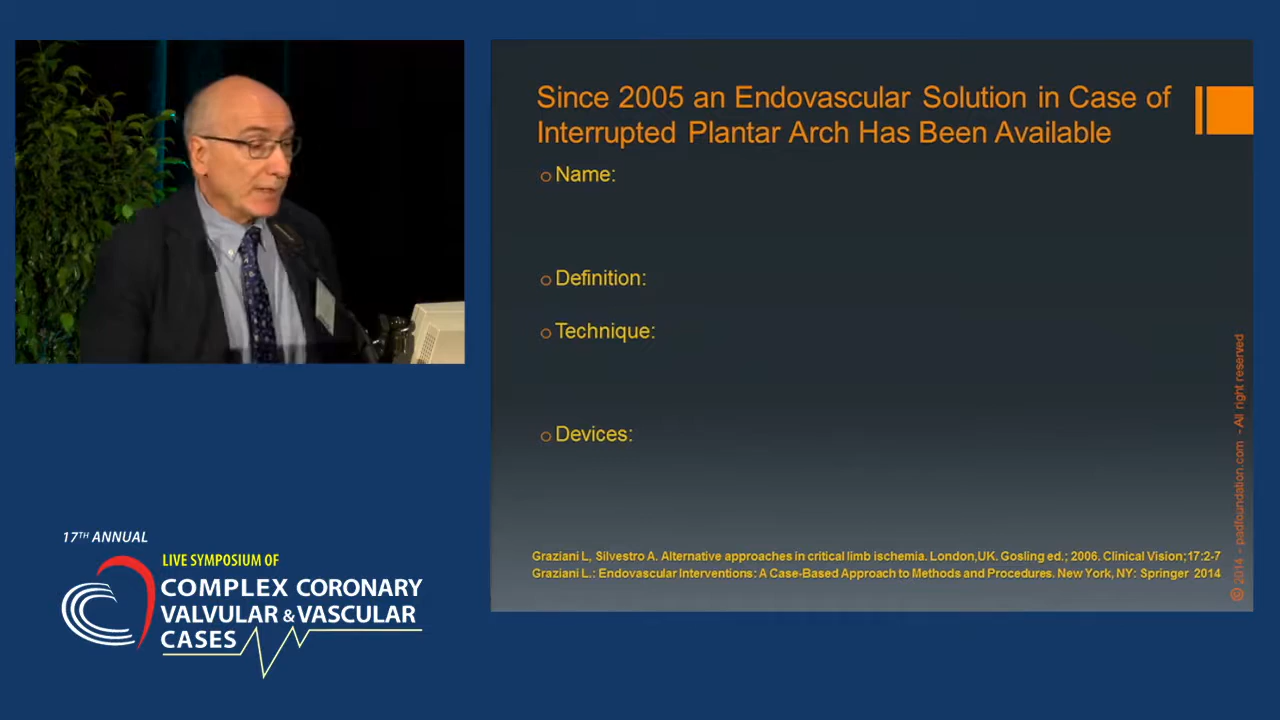 Since 2005 an Endovascular Solution in Case of
Interrupted Plantar Arch Has Been Available
Name:
Definition:
Technique:
Devices:
Graziani L, Silvestro A. Alternative approaches in critical limb ischemia. London,UK. Gosling ed.; 2006. Clinical Vision;17:2-7
Graziani L.: Endovascular Interventions: A Case-Based Approach to Methods and Procedures. New York, NY: Springer 2014
© 2014 - padfoundation.com - All right reserved
17TH ANNUAL
LIVE SYMPOSIUM OF
COMPLEX CORONARY
VALVULAR & VASCULAR
CASES